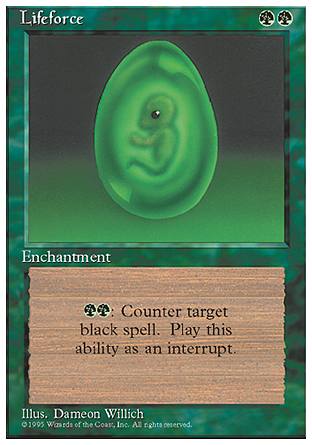 Lifeforce
Enchantment
: Counter target
black spell. Play this
ability as an interrupt.
Illus. Dameon Willich
©1995 Wizards of the Coast, Inc. All rights reserved.